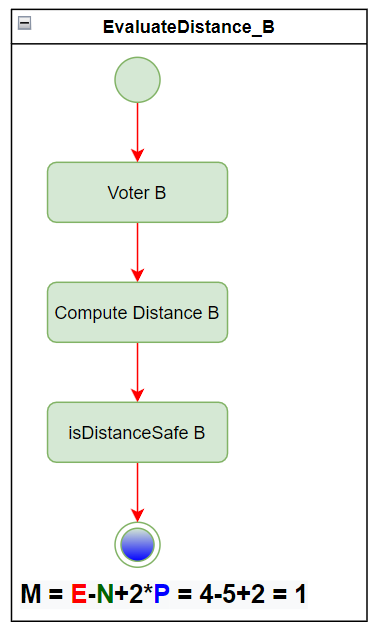 EvaluateDistance_B
Voter B
Compute Distance B
isDistanceSafe B
M = E-N+2*P = 4-5+2 = 1